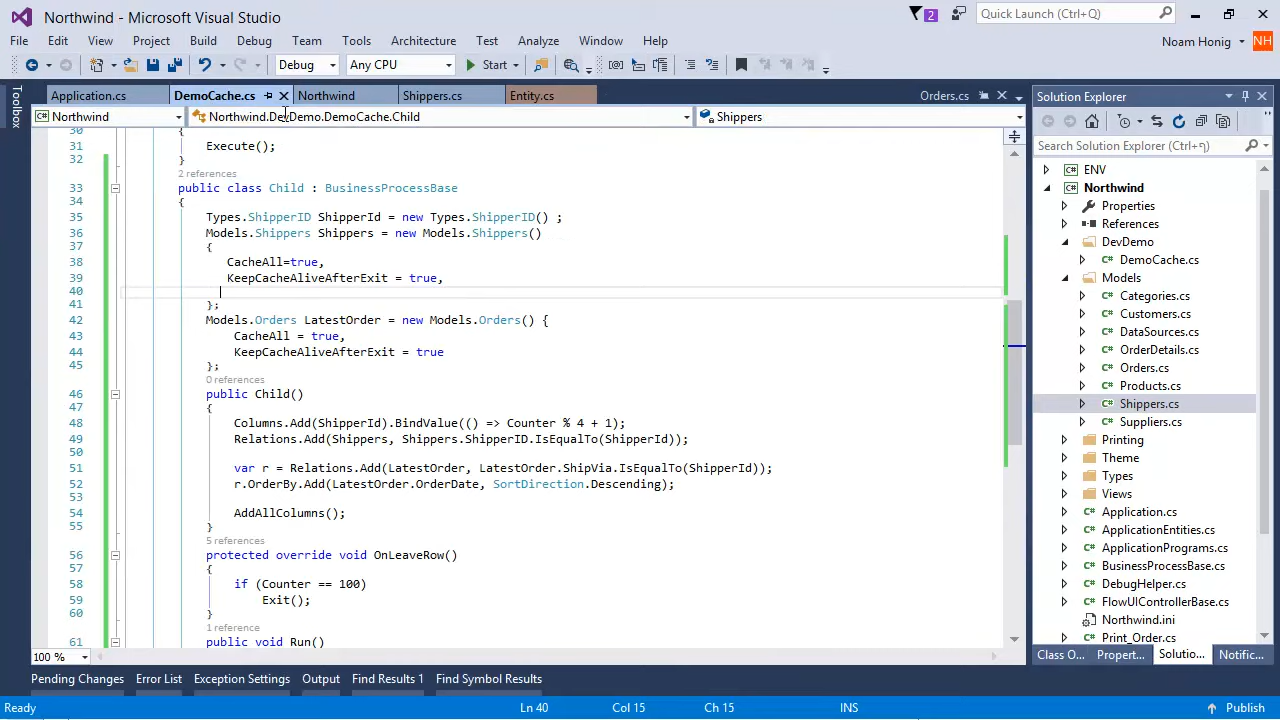 Northwind - Microsoft Visual Studio
2
Quick Launch (Ctrl+Q)
File Edit View Project Build Debug Team Tools Architecture Test Analyze Window Help
Noam Honig NH
Debug Any CPU Start
Toolbox
Application.cs DemoCache.cs Northwind Shippers.cs Entity.cs Orders.cs
Northwind Northwind.DevDemo.DemoCache.Child Shippers
30 {
31 Execute();
32 }
2 references
33 public class Child : BusinessProcessBase
34 {
35 Types.ShipperID ShipperId = new Types.ShipperID() ;
36 Models.Shippers Shippers = new Models.Shippers()
37 {
38 CacheAll=true,
39 KeepCacheAliveAfterExit = true,
40
41 };
42 Models.Orders LatestOrder = new Models.Orders() {
43 CacheAll = true,
44 KeepCacheAliveAfterExit = true
45 };
0 references
46 public Child()
47 {
48 Columns.Add(ShipperId).BindValue(() => Counter % 4 + 1);
49 Relations.Add(Shippers, Shippers.ShipperID.IsEqualTo(ShipperId));
50
51 var r = Relations.Add(LatestOrder, LatestOrder.ShipVia.IsEqualTo(ShipperId));
52 r.OrderBy.Add(LatestOrder.OrderDate, SortDirection.Descending);
53
54 AddAllColumns();
55 }
5 references
56 protected override void OnLeaveRow()
57 {
58 if (Counter == 100)
59 Exit();
60 }
1 reference
61 public void Run()
100 %
Solution Explorer
Search Solution Explorer (Ctrl+ק)
ENV
Northwind
Properties
References
DevDemo
DemoCache.cs
Models
Categories.cs
Customers.cs
DataSources.cs
OrderDetails.cs
Orders.cs
Products.cs
Shippers.cs
Suppliers.cs
Printing
Theme
Types
Views
Application.cs
ApplicationEntities.cs
ApplicationPrograms.cs
BusinessProcessBase.cs
DebugHelper.cs
FlowUIControllerBase.cs
Northwind.ini
Print_Order.cs
Class O... Propert... Solutio... Notific...
Pending Changes Error List Exception Settings Output Find Results 1 Find Symbol Results
Ready Ln 40 Col 15 Ch 15 INS Publish